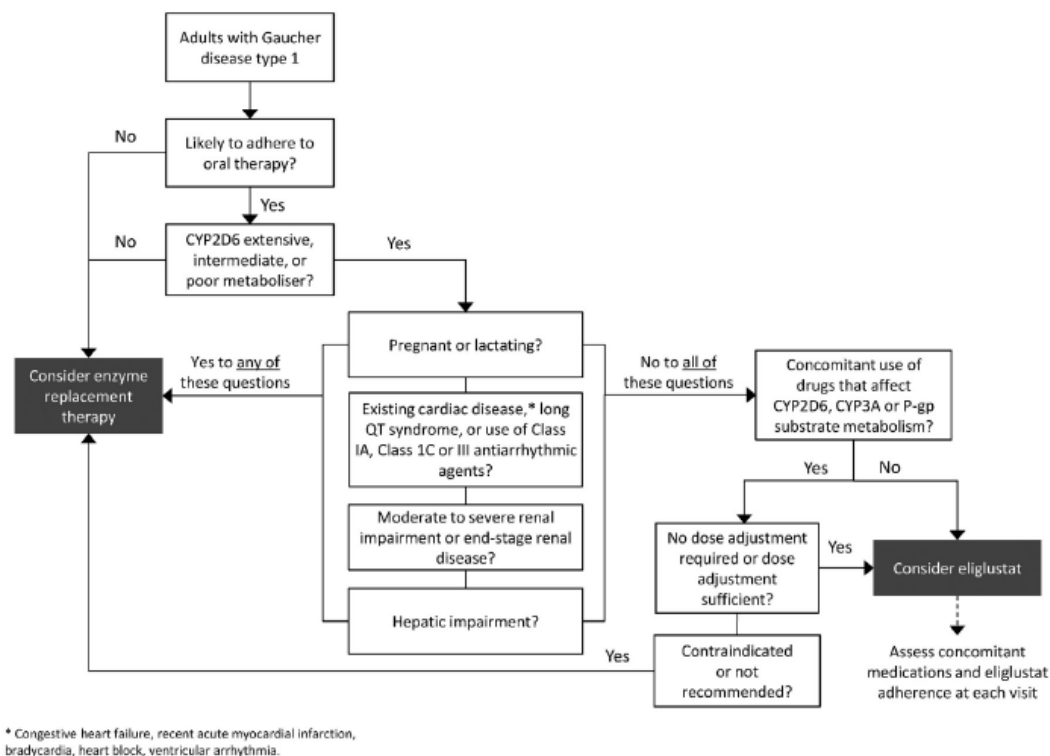 Adults with Gaucher
disease type 1
No
Likely to adhere to
oral therapy?
Yes
No
CYP2D6 extensive,
intermediate, or
poor metaboliser?
Yes
Pregnant or lactating?
Consider enzyme
replacement
therapy
Yes to any of
these questions
No to all of
these questions
Concomitant use of
drugs that affect
CYP2D6, CYP3A or P-gp
substrate metabolism?
Existing cardiac disease,* long
QT syndrome, or use of Class
IA, Class 1C or III antiarrhythmic
agents?
Yes
No
Moderate to severe renal
impairment or end-stage renal
disease?
No dose adjustment
required or dose
adjustment
sufficient?
Yes
Consider eliglustat
Hepatic impairment?
Yes
Contraindicated
or not
recommended?
Assess concomitant
medications and eliglustat
adherence at each visit
* Congestive heart failure, recent acute myocardial infarction,
bradycardia, heart block, ventricular arrhythmia.